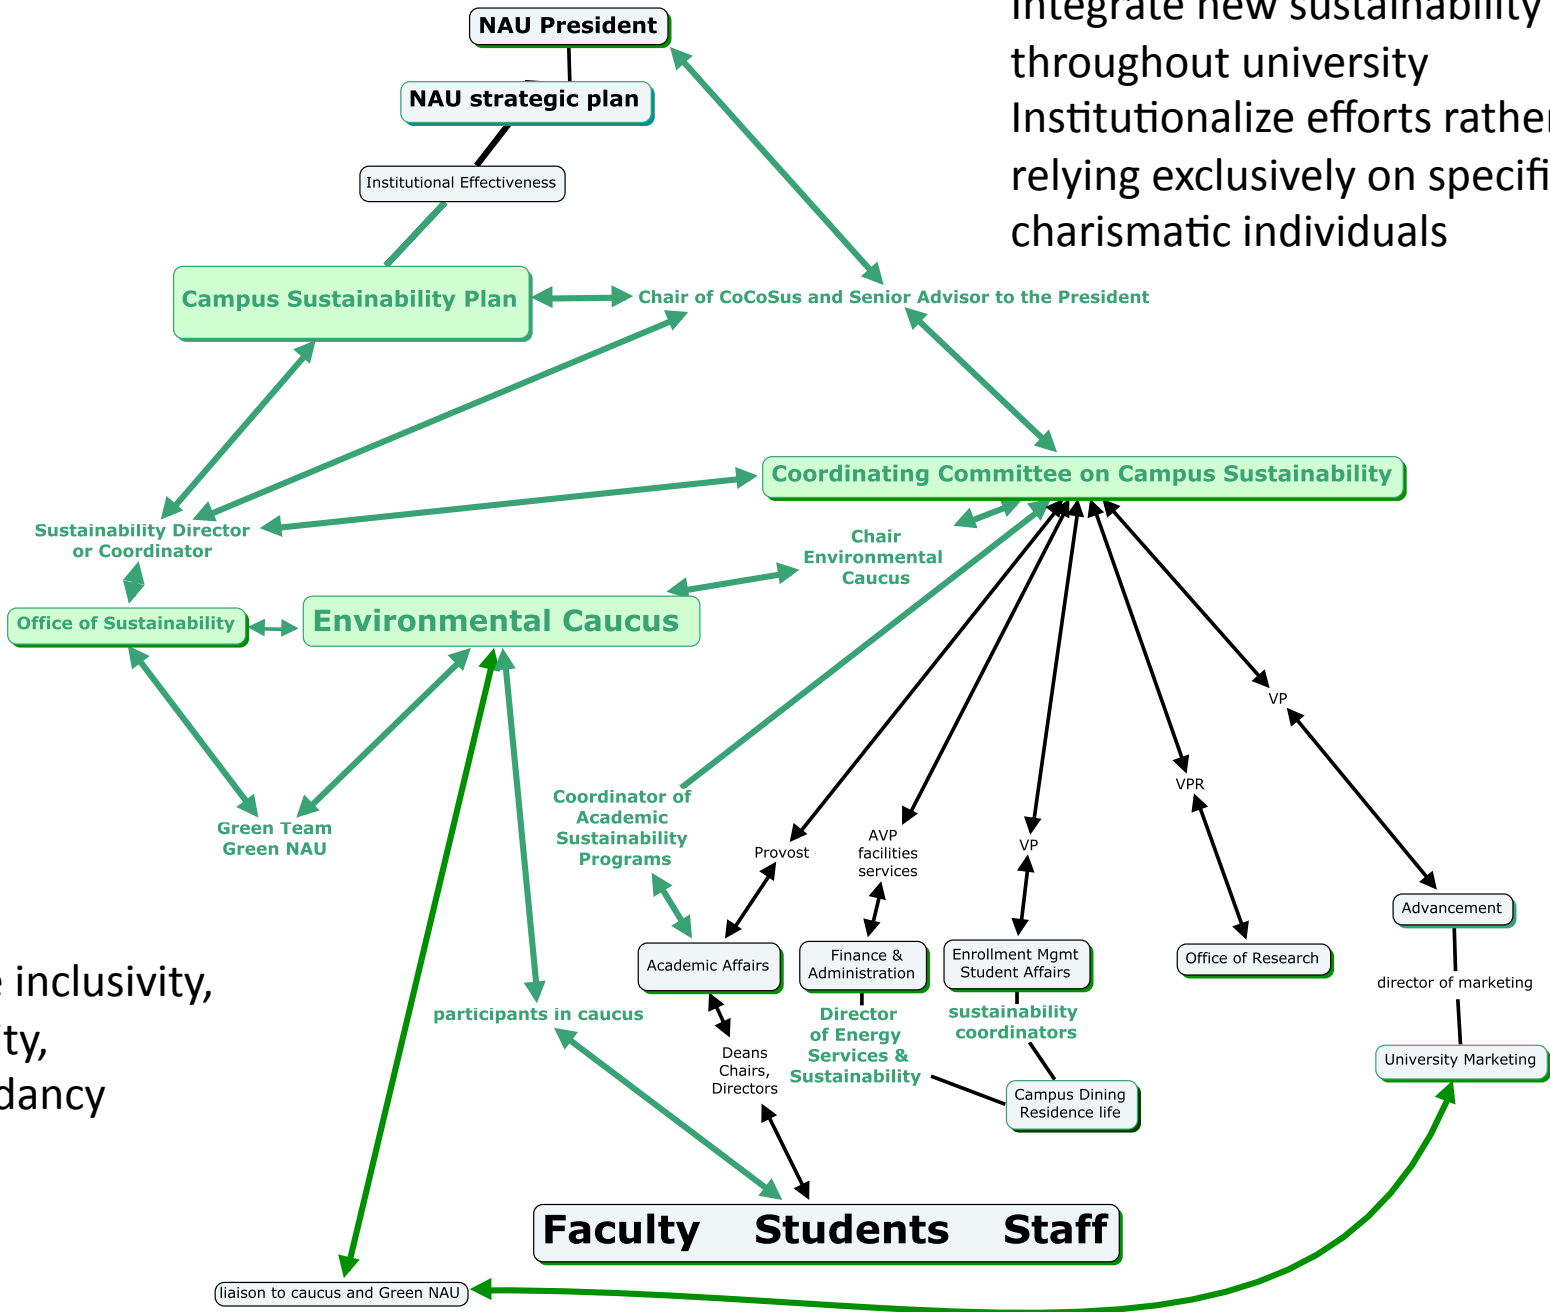 integrate new sustainability
throughout university
Institutionalize efforts rather
relying exclusively on
charismatic individuals
NAU President
NAU strategic plan
Institutional Effectiveness
Campus Sustainability Plan
Chair of CoCoSus and Senior Advisor to the President
Coordinating Committee on Campus Sustainability
Sustainability Director
or Coordinator
Chair
Environmental
Caucus
Office of Sustainability
Environmental Caucus
VP
VPR
Coordinator of
Academic
Sustainability
Programs
Provost
AVP
facilities
services
VP
Green Team
Green NAU
Advancement
Academic Affairs
Finance &
Administration
Enrollment Mgmt
Student Affairs
Office of Research
director of marketing
inclusivity,
participants in caucus
Director
of Energy
Services &
Sustainability
sustainability
coordinators
Deans
Chairs,
Directors
University Marketing
Campus Dining
Residence life
Faculty Students Staff
liaison to caucus and Green NAU